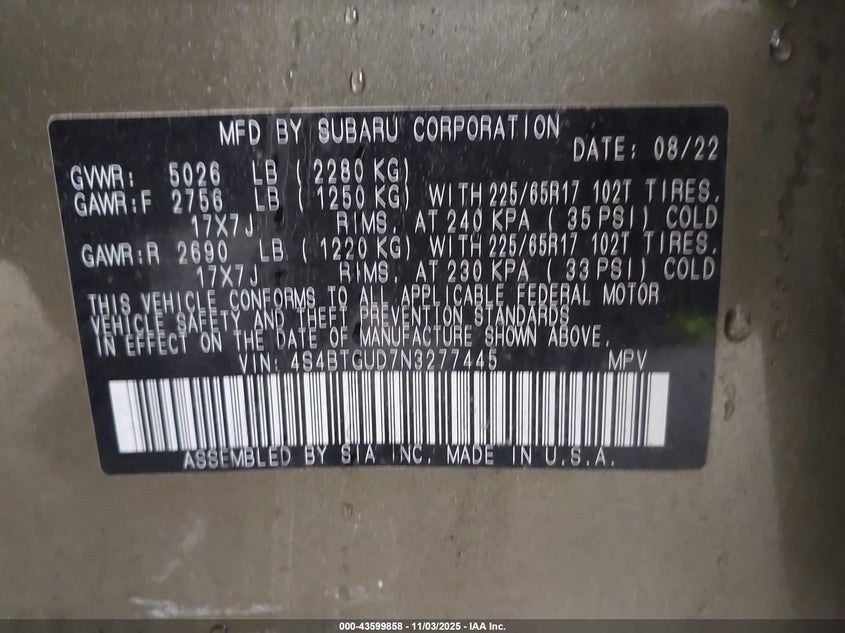 MFD BY SUBARU CORPORATION
DATE: 08/22
GVWR: 5026 LB ( 2280 KG)
GAWR:F 2756 LB ( 1250 KG) WITH 225/65R17 102T TIRES,
17X7J RIMS, AT 240 KPA ( 35 PSI) COLD
GAWR:R 2690 LB ( 1220 KG) WITH 225/65R17 102T TIRES,
17X7J RIMS, AT 230 KPA ( 33 PSI) COLD
THIS VEHICLE CONFORMS TO ALL APPLICABLE FEDERAL MOTOR
VEHICLE SAFETY AND THEFT PREVENTION STANDARDS
IN EFFECT ON THE DATE OF MANUFACTURE SHOWN ABOVE.
VIN: 4S4BTGUD7N3277445 MPV
ASSEMBLED BY SIA INC. MADE IN U.S.A.
000-43599858 - 11/03/2025 - IAA Inc.